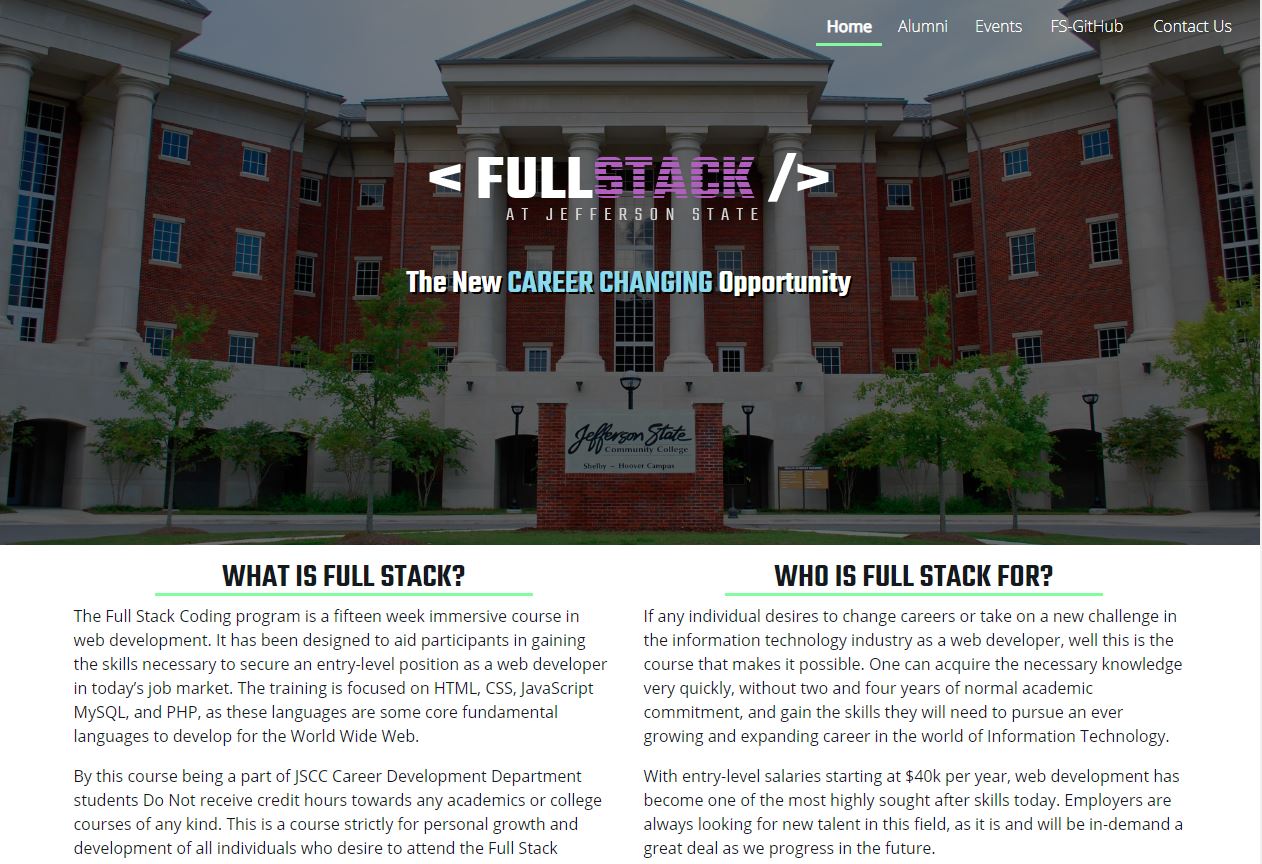 Home Alumni Events FS-GitHub Contact Us
< FULLSTACK />
AT JEFFERSON STATE
The New CAREER CHANGING Opportunity
Jefferson State
Community College
Shelby - Hoover Campus
WHAT IS FULL STACK?
The Full Stack Coding program is a fifteen week immersive course in
web development. It has been designed to aid participants in gaining
the skills necessary to secure an entry-level position as a web developer
in today’s job market. The training is focused on HTML, CSS, JavaScript
MySQL, and PHP, as these languages are some core fundamental
languages to develop for the World Wide Web.
By this course being a part of JSCC Career Development Department
students Do Not receive credit hours towards any academics or college
courses of any kind. This is a course strictly for personal growth and
development of all individuals who desire to attend the Full Stack
WHO IS FULL STACK FOR?
If any individual desires to change careers or take on a new challenge in
the information technology industry as a web developer, well this is the
course that makes it possible. One can acquire the necessary knowledge
very quickly, without two and four years of normal academic
commitment, and gain the skills they will need to pursue an ever
growing and expanding career in the world of Information Technology.
With entry-level salaries starting at $40k per year, web development has
become one of the most highly sought after skills today. Employers are
always looking for new talent in this field, as it is and will be in-demand a
great deal as we progress in the future.